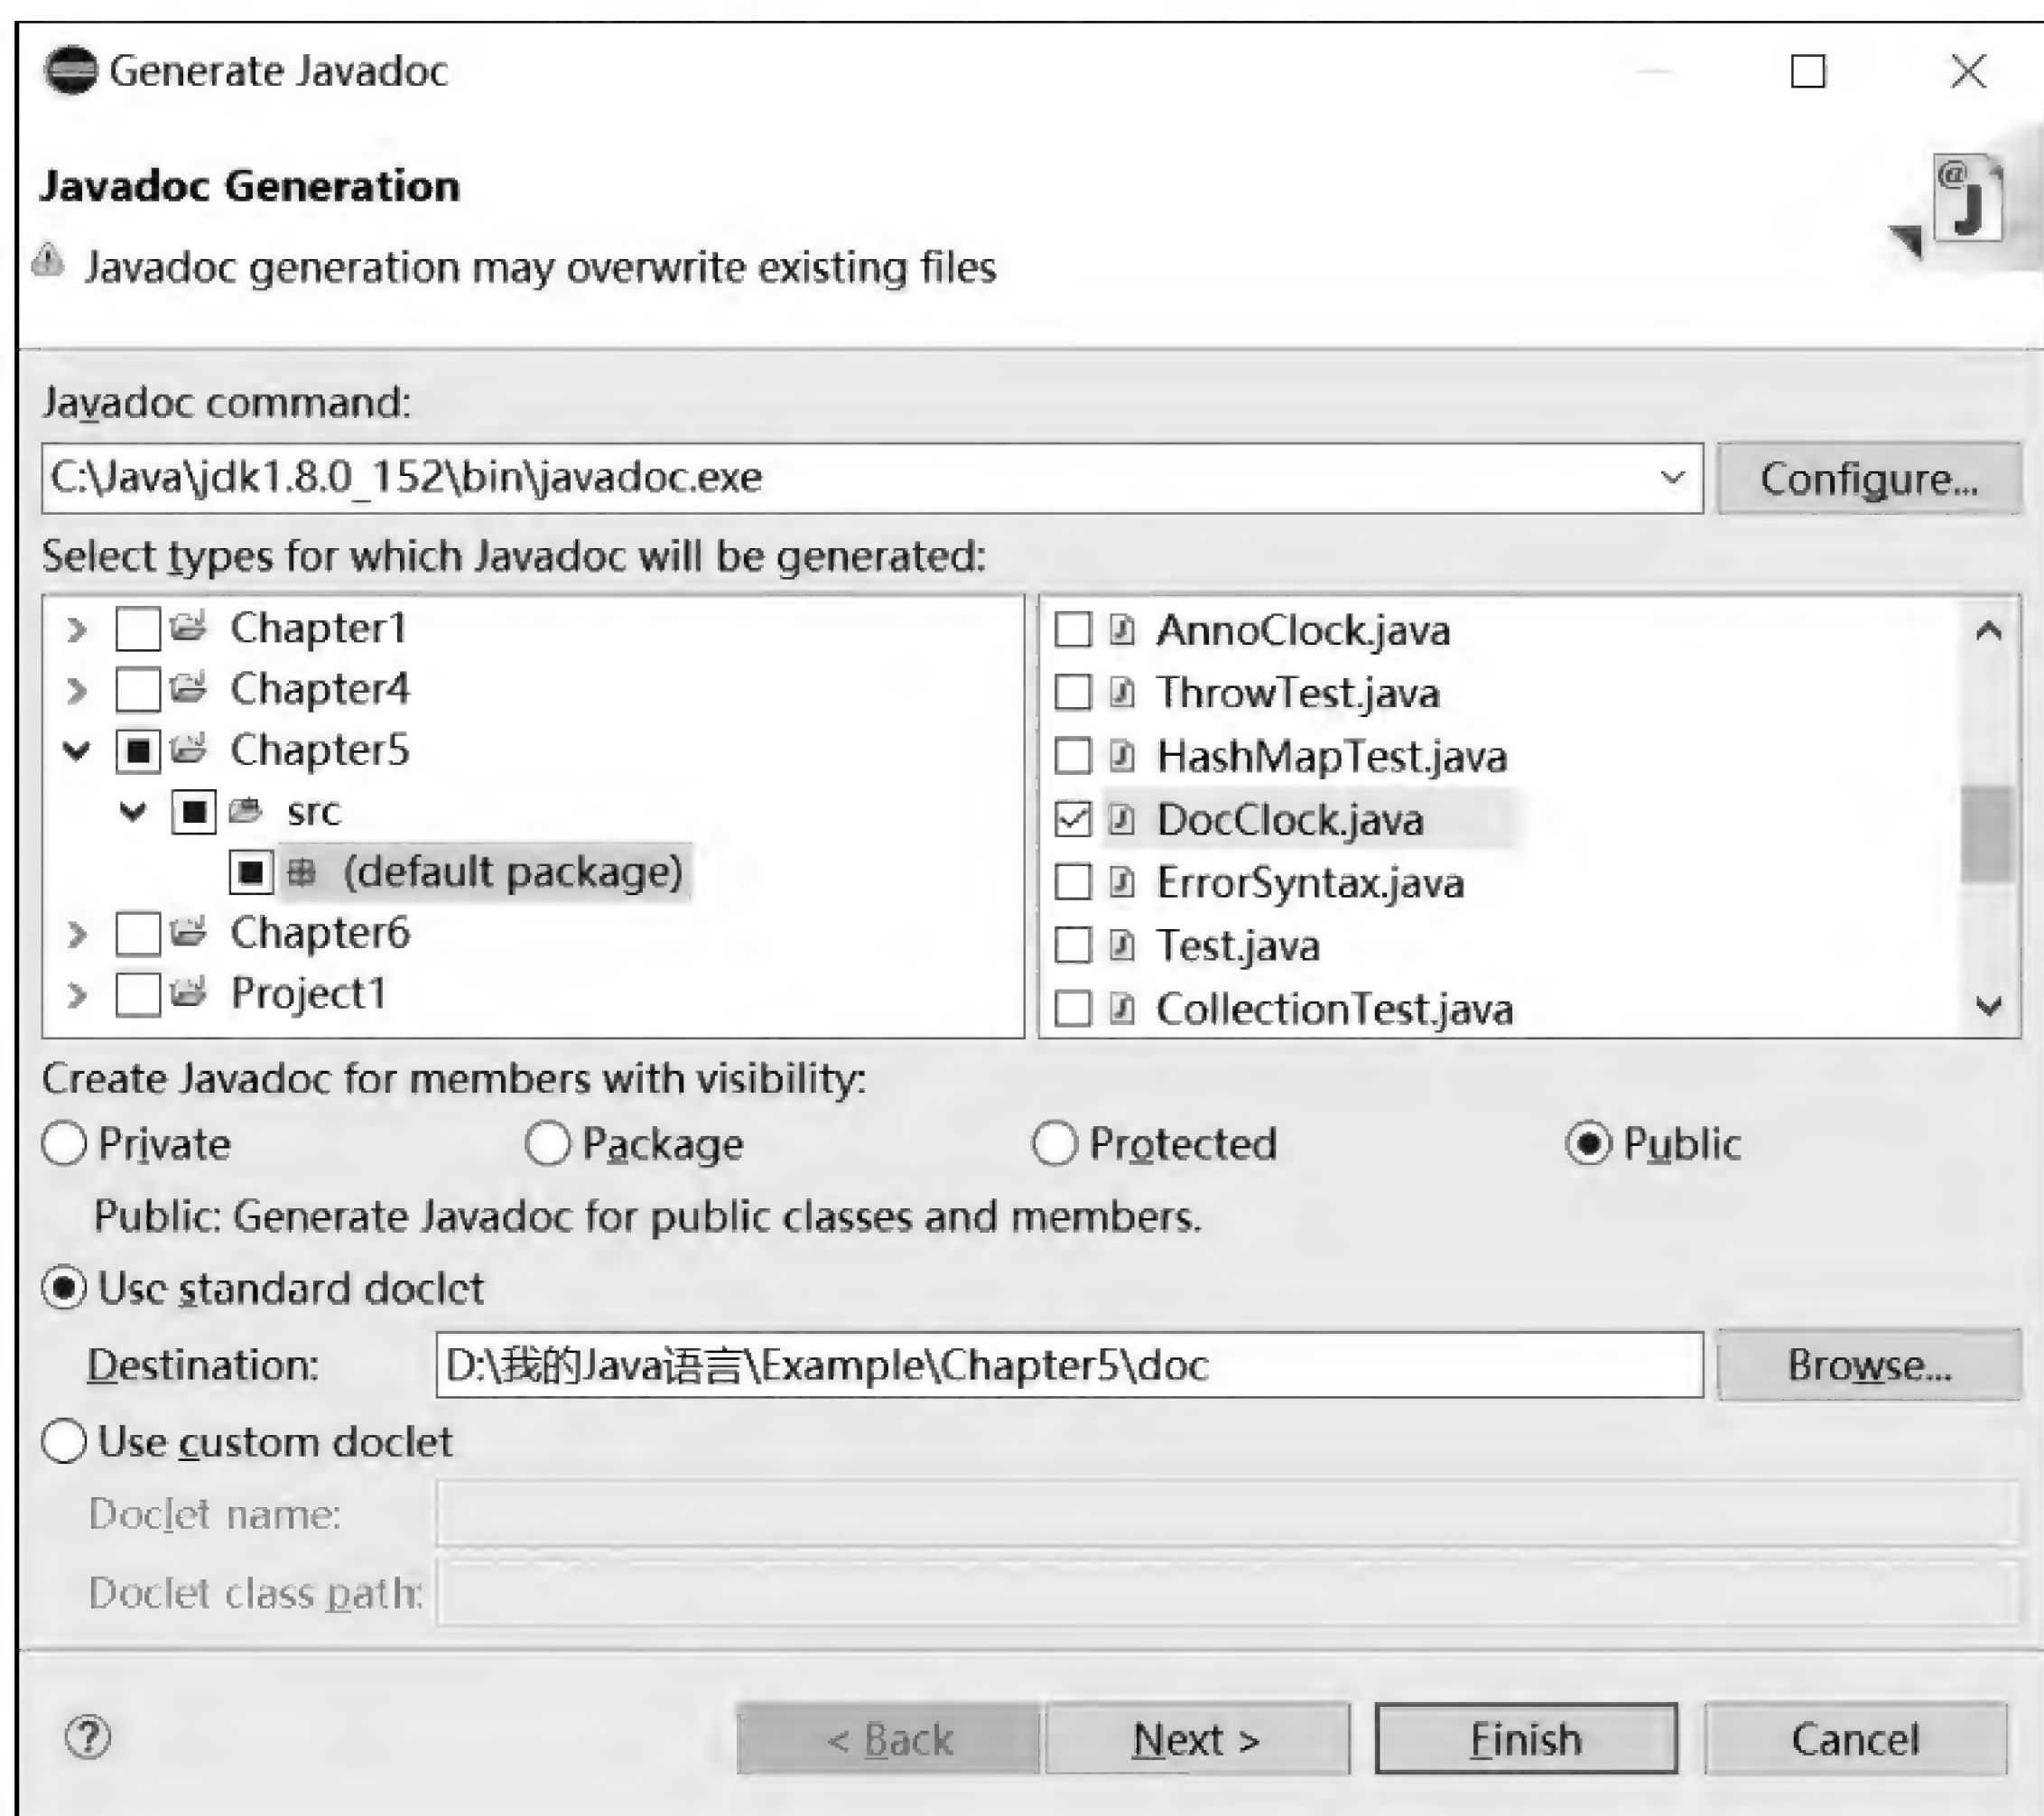 Generate Javadoc
Javadoc Generation
Javadoc generation may overwrite existing files
@J
Javadoc command:
C:\Java\jdk1.8.0_152\bin\javadoc.exe
Configure...
Select types for which Javadoc will be generated:
Chapter1
Chapter4
Chapter5
src
(default package)
Chapter6
Project1
AnnoClock.java
ThrowTest.java
HashMapTest.java
DocClock.java
ErrorSyntax.java
Test.java
CollectionTest.java
Create Javadoc for members with visibility:
Private Package Protected Public
Public: Generate Javadoc for public classes and members.
Use standard doclet
Destination: D:\我的Java语言\Example\Chapter5\doc Browse...
Use custom doclet
Doclet name:
Doclet class path:
? < Back Next > Finish Cancel